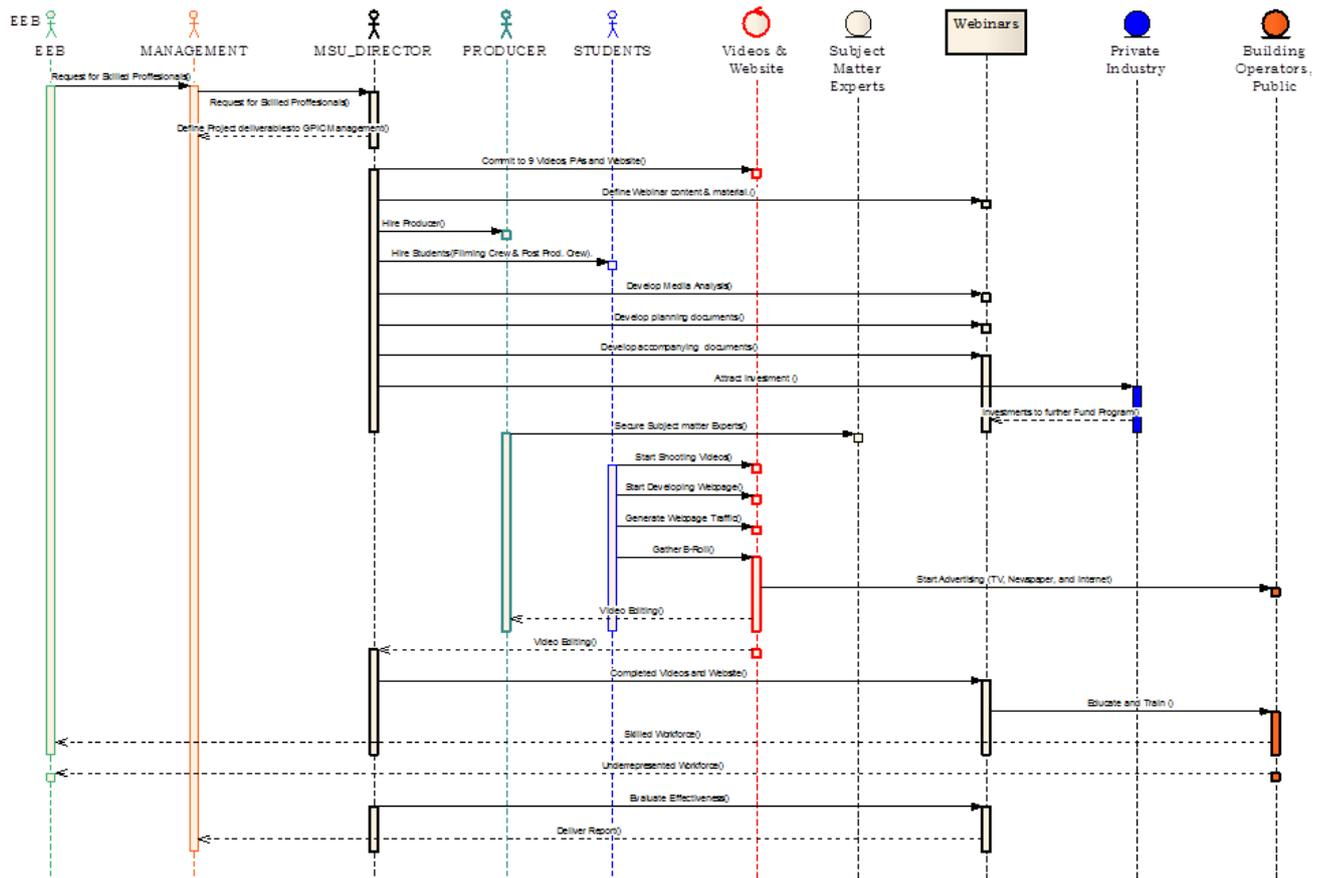 EEB
EEB
MANAGEMENT
MSU_DIRECTOR
PRODUCER
STUDENTS
Videos &
Website
Subject
Matter
Experts
Webinars
Private
Industry
Building
Operators,
Public
Request for Skilled Proffesionals()
Request for Skilled Proffesionals()
Define Project deliverables to GPIC Management()
Commit to 9 Videos, PAs and Website()
Define Webinar content & material.()
Hire Producer()
Hire Students(Filming Crew & Post Prod. Crew).
Develop Media Analysis()
Develop planning documents()
Develop accompanying documents()
Attract Investment ()
Investments to further Fund Program()
Secure Subject matter Experts()
Start Shooting Videos()
Start Developing Webpage()
Generate Webpage Traffic()
Gather B-Roll()
Start Advertising (TV, Newspaper, and Internet)
Video Editing()
Video Editing()
Completed Videos and Website()
Educate and Train ()
Skilled Workforce()
Underrepresented Workforce()
Evaluate Effectiveness()
Deliver Report()